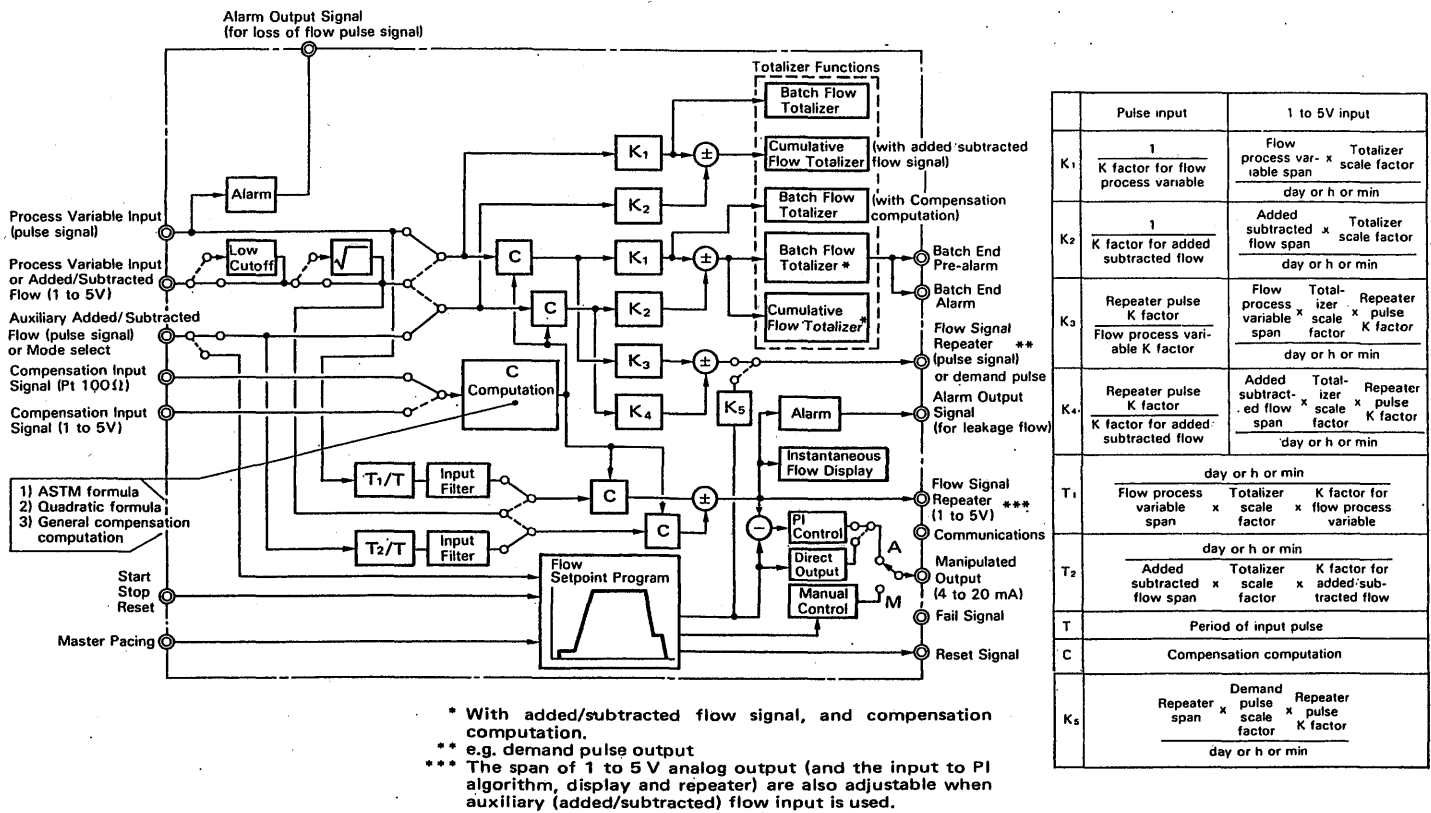 Alarm Output Signal
(for loss of flow pulse signal)
Totalizer Functions
Batch Flow
Totalizer
Cumulative
Flow Totalizer
(with added subtracted
flow signal)
Batch Flow
Totalizer
(with Compensation
computation)
Batch Flow
Totalizer *
Cumulative
Flow Totalizer*
K1
±
K2
K1
±
K2
K3
±
K4
K5
C
C
Alarm
Process Variable Input
(pulse signal)
Low
Cutoff
√
Process Variable Input
or Added/Subtracted
Flow (1 to 5V)
Auxiliary Added/Subtracted
Flow (pulse signal)
or Mode select
Compensation Input
Signal (Pt 100Ω)
Compensation Input
Signal (1 to 5V)
C
Computation
1) ASTM formula
2) Quadratic formula
3) General compensation
computation
T1/T
Input
Filter
T2/T
Input
Filter
C
C
±
Start
Stop
Reset
Master Pacing
Flow
Setpoint Program
Alarm
Instantaneous
Flow Display
−
PI
Control
Direct
Output
Manual
Control
A
M
Batch End
Pre-alarm
Batch End
Alarm
Flow Signal
Repeater **
(pulse signal)
or demand pulse
Alarm Output
Signal
(for leakage flow)
Flow Signal
Repeater ***
(1 to 5V)
Communications
Manipulated
Output
(4 to 20 mA)
Fail Signal
Reset Signal
* With added/subtracted flow signal, and compensation
computation.
** e.g. demand pulse output
*** The span of 1 to 5 V analog output (and the input to PI
algorithm, display and repeater) are also adjustable when
auxiliary (added/subtracted) flow input is used.
Pulse input
1 to 5V input
K1
1
K factor for flow
process variable
Flow
process var-
iable span
x
Totalizer
scale factor
day or h or min
K2
1
K factor for added
subtracted flow
Added
subtracted
flow span
x
Totalizer
scale factor
day or h or min
K3
Repeater pulse
K factor
Flow process vari-
able K factor
Flow
process
variable
span
x
Total-
izer
scale
factor
x
Repeater
pulse
K factor
day or h or min
K4
Repeater pulse
K factor
K factor for added
subtracted flow
Added
subtract-
ed flow
span
x
Total-
izer
scale
factor
x
Repeater
pulse
K factor
day or h or min
T1
day or h or min
Flow process
variable
span
x
Totalizer
scale
factor
x
K factor for
flow process
variable
T2
day or h or min
Added
subtracted
flow span
x
Totalizer
scale
factor
x
K factor for
added sub-
tracted flow
T
Period of input pulse
C
Compensation computation
K5
Repeater
span
x
Demand
pulse
scale
factor
x
Repeater
pulse
K factor
day or h or min